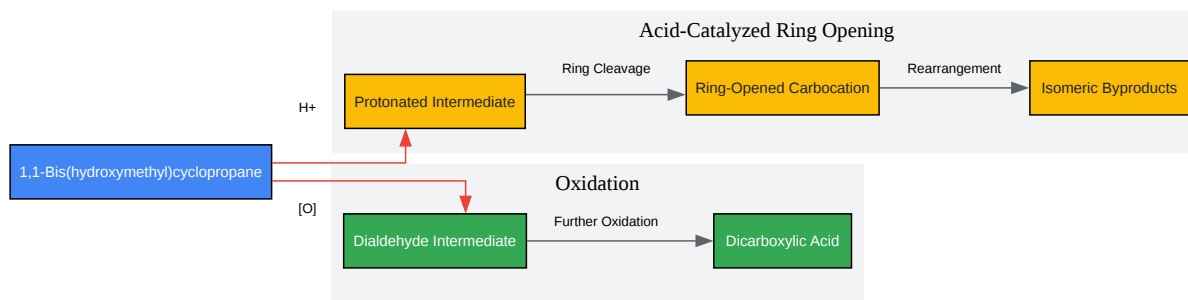 Acid-Catalyzed Ring Opening
Ring Cleavage
Rearrangement
Protonated Intermediate
Ring-Opened Carbocation
Isomeric Byproducts
H+
1,1-Bis(hydroxymethyl)cyclopropane
Oxidation
[O]
Further Oxidation
Dialdehyde Intermediate
Dicarboxylic Acid